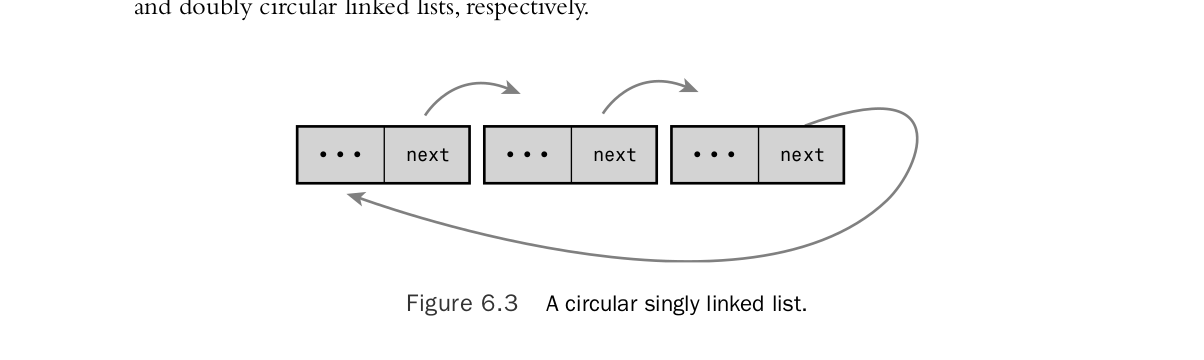 and doubly circular linked lists, respectively.
••• next ••• next ••• next
Figure 6.3 A circular singly linked list.